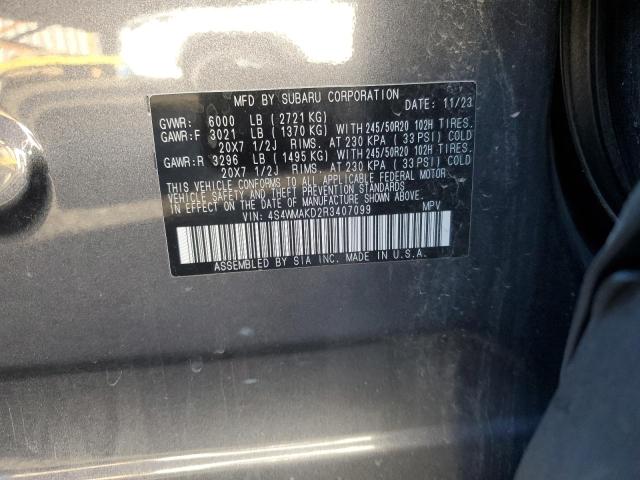 MFD BY SUBARU CORPORATION
DATE: 11/23
GVWR: 6000 LB ( 2721 KG)
GAWR:F 3021 LB ( 1370 KG) WITH 245/50R20 102H TIRES.
20X7 1/2J RIMS. AT 230 KPA ( 33 PSI) COLD
GAWR:R 3296 LB ( 1495 KG) WITH 245/50R20 102H TIRES.
20X7 1/2J RIMS. AT 230 KPA ( 33 PSI) COLD
THIS VEHICLE CONFORMS TO ALL APPLICABLE FEDERAL MOTOR
VEHICLE SAFETY AND THEFT PREVENTION STANDARDS
IN EFFECT ON THE DATE OF MANUFACTURE SHOWN ABOVE.
VIN: 4S4WMAKD2R3407099 MPV
ASSEMBLED BY SIA INC. MADE IN U.S.A.